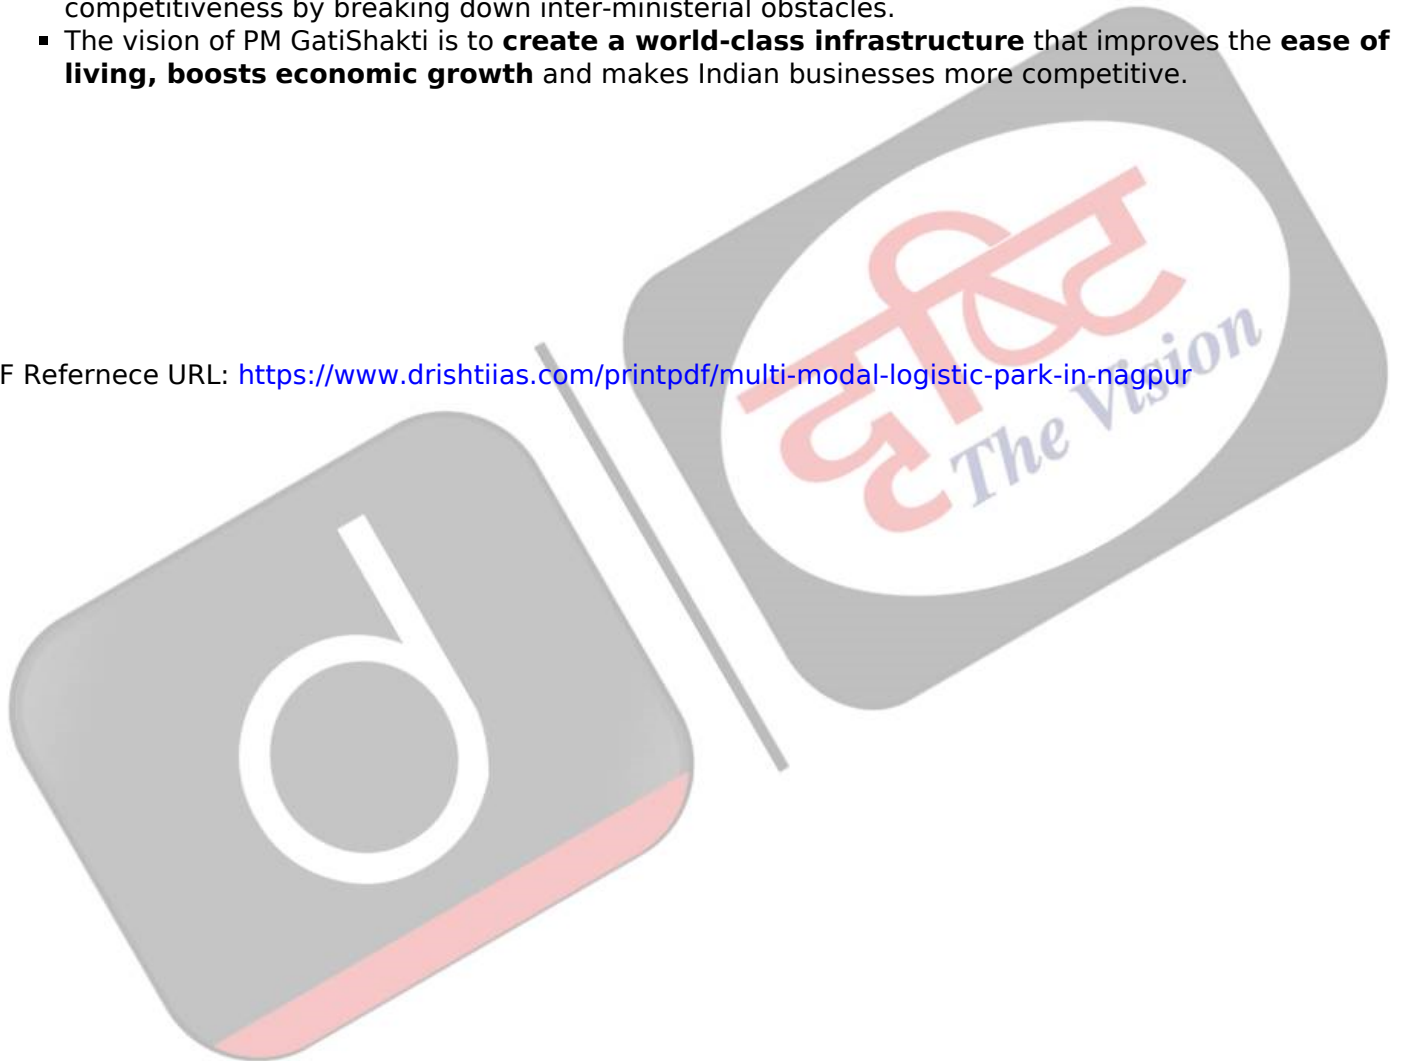 competitiveness by breaking down inter-ministerial obstacles.
▪ The vision of PM GatiShakti is to create a world-class infrastructure that improves the ease of
living, boosts economic growth and makes Indian businesses more competitive.
F Refernece URL: https://www.drishtiias.com/printpdf/multi-modal-logistic-park-in-nagpur
दृष्टि
The Vision
d